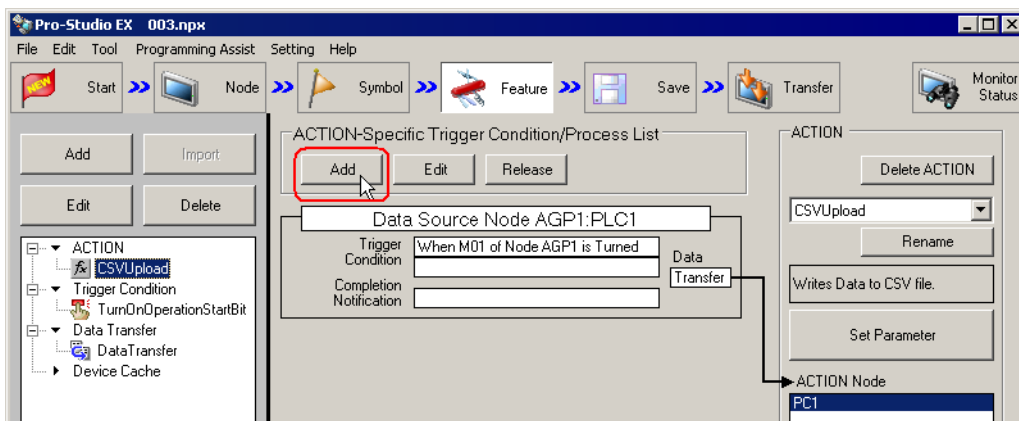 Pro-Studio EX 003.npx
File Edit Tool Programming Assist Setting Help
NEW Start Node Symbol Feature Save Transfer Monitor Status
Add Import
Edit Delete
ACTION
CSVUpload
Trigger Condition
TurnOnOperationStartBit
Data Transfer
DataTransfer
Device Cache
ACTION-Specific Trigger Condition/Process List
Add Edit Release
Data Source Node AGP1:PLC1
Trigger Condition When M01 of Node AGP1 is Turned
Completion Notification
Data Transfer
ACTION
Delete ACTION
CSVUpload
Rename
Writes Data to CSV file.
Set Parameter
ACTION Node
PC1